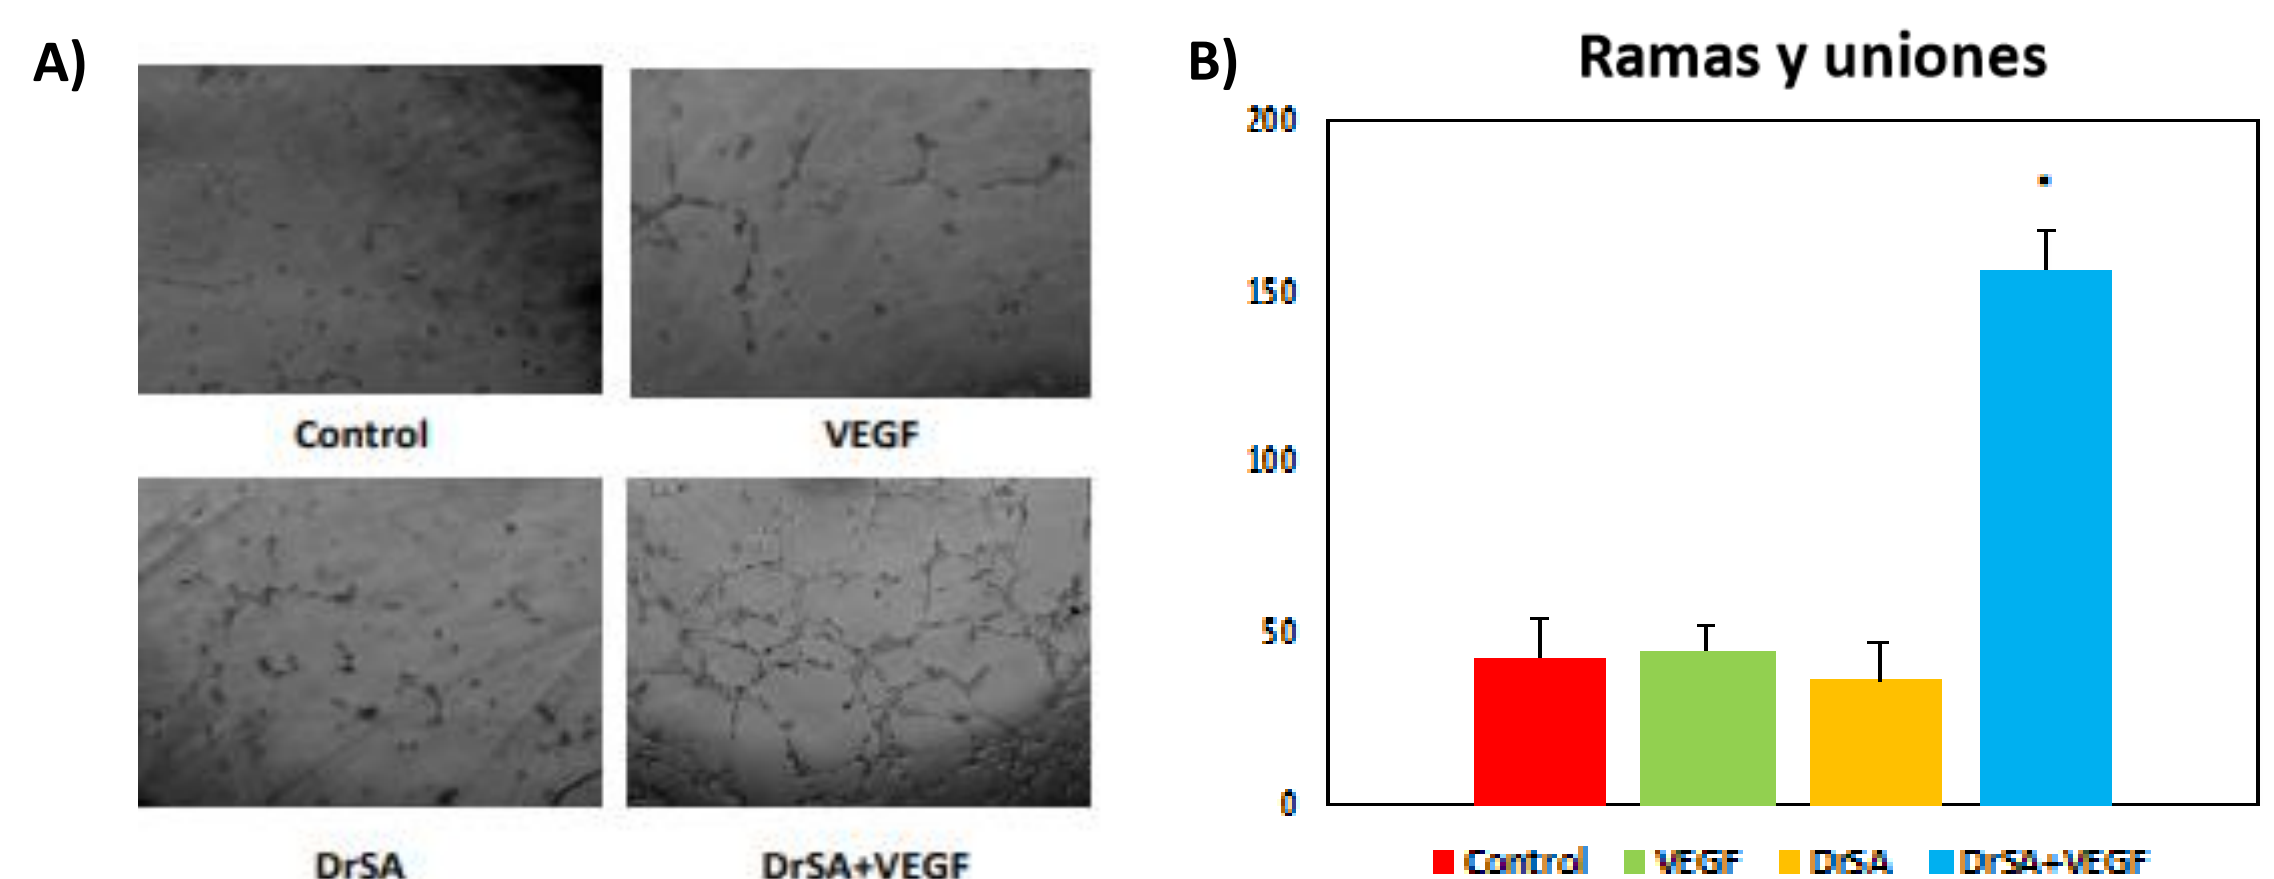 A)
Control
VEGF
DrSA
DrSA+VEGF
B)
Ramas y uniones
200
150
100
50
0
Control VEGF DrSA DrSA+VEGF